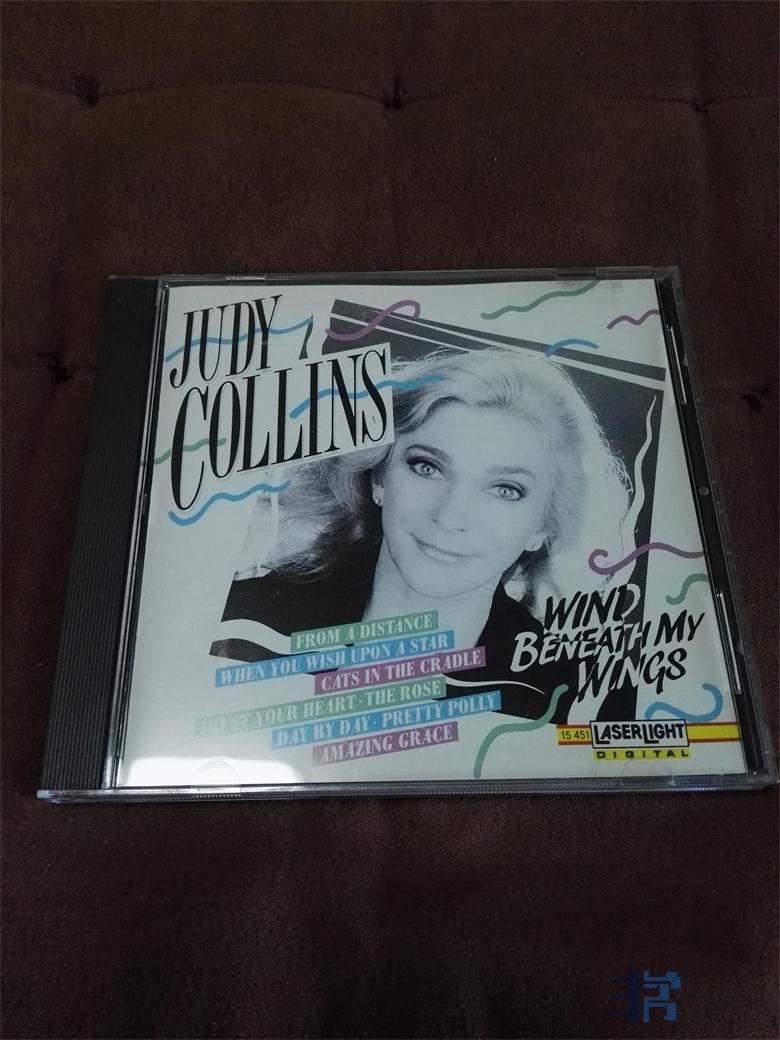 JUDY
COLLINS
WIND
BENEATH MY
WINGS
FROM A DISTANCE
WHEN YOU WISH UPON A STAR
CATS IN THE CRADLE
YOUR HEART · THE ROSE
DAY BY DAY · PRETTY POLLY
AMAZING GRACE
15 451
LASERLIGHT
DIGITAL